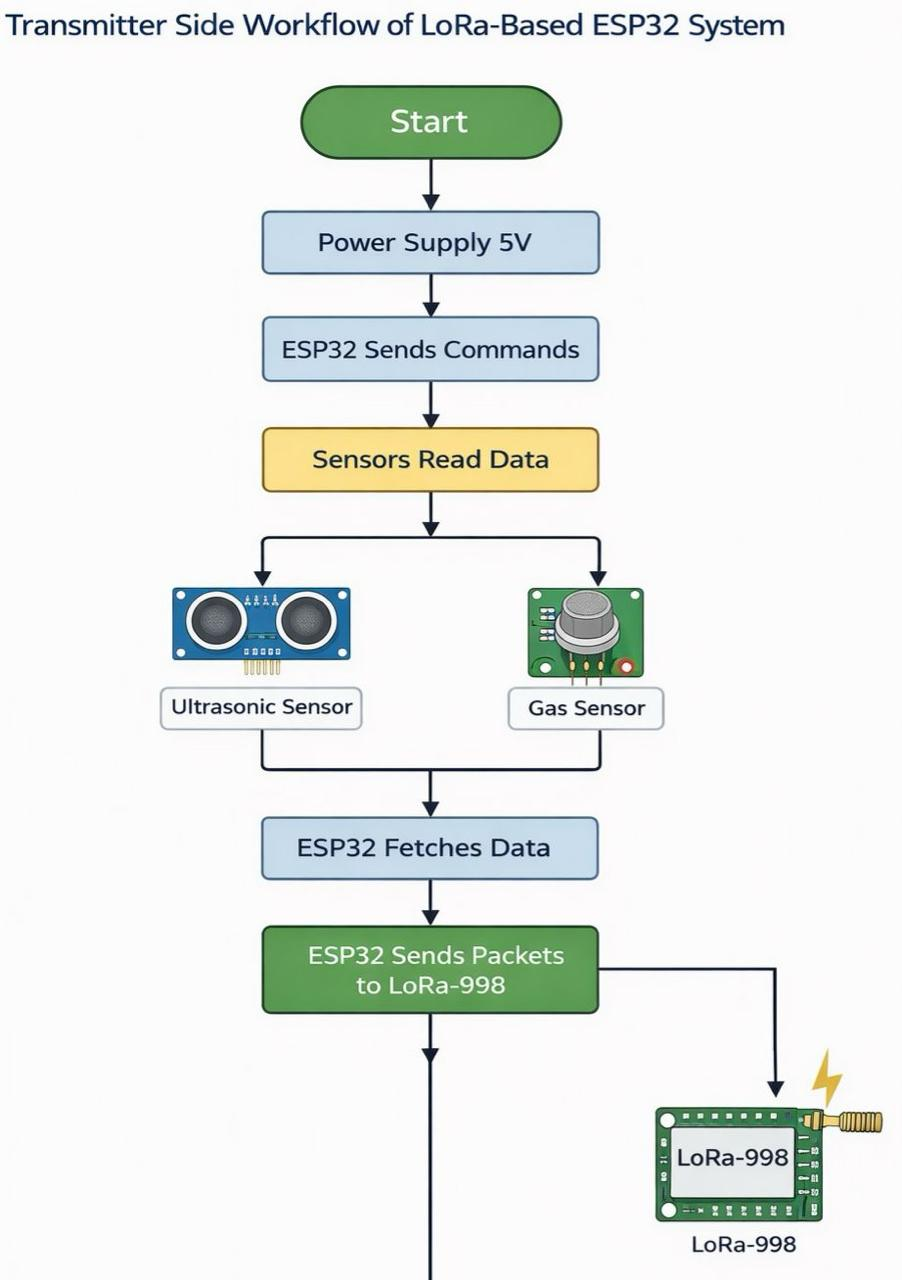 Transmitter Side Workflow of LoRa-Based ESP32 System
Start
Power Supply 5V
ESP32 Sends Commands
Sensors Read Data
Ultrasonic Sensor
Gas Sensor
ESP32 Fetches Data
ESP32 Sends Packets
to LoRa-998
LoRa-998
LoRa-998